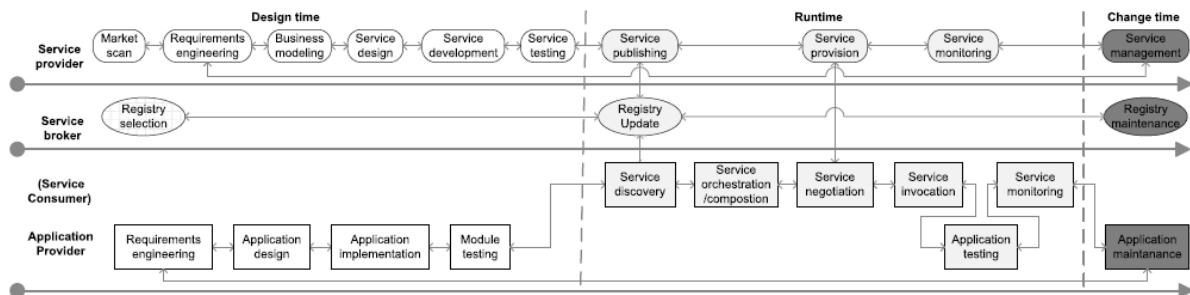 Design time
Runtime
Change time
Service
provider
Market
scan
Requirements
engineering
Business
modeling
Service
design
Service
development
Service
testing
Service
publishing
Service
provision
Service
monitoring
Service
management
Service
broker
Registry
selection
Registry
Update
Registry
maintenance
(Service
Consumer)
Service
discovery
Service
orchestration
/compostion
Service
negotiation
Service
invocation
Service
monitoring
Application
Provider
Requirements
engineering
Application
design
Application
implementation
Module
testing
Application
testing
Application
maintanance